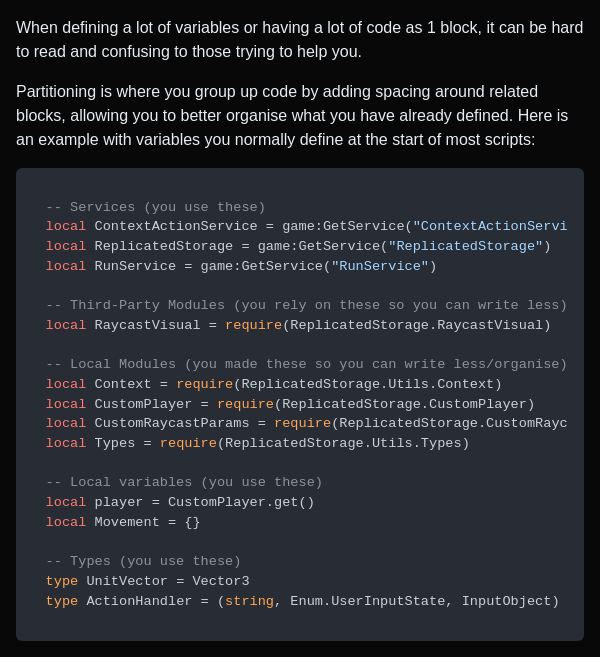 When defining a lot of variables or having a lot of code as 1 block, it can be hard
to read and confusing to those trying to help you.
Partitioning is where you group up code by adding spacing around related
blocks, allowing you to better organise what you have already defined. Here is
an example with variables you normally define at the start of most scripts:
-- Services (you use these)
local ContextActionService = game:GetService("ContextActionServi
local ReplicatedStorage = game:GetService("ReplicatedStorage")
local RunService = game:GetService("RunService")
-- Third-Party Modules (you rely on these so you can write less)
local RaycastVisual = require(ReplicatedStorage.RaycastVisual)
-- Local Modules (you made these so you can write less/organise)
local Context = require(ReplicatedStorage.Utils.Context)
local CustomPlayer = require(ReplicatedStorage.CustomPlayer)
local CustomRaycastParams = require(ReplicatedStorage.CustomRayc
local Types = require(ReplicatedStorage.Utils.Types)
-- Local variables (you use these)
local player = CustomPlayer.get()
local Movement = {}
-- Types (you use these)
type UnitVector = Vector3
type ActionHandler = (string, Enum.UserInputState, InputObject)